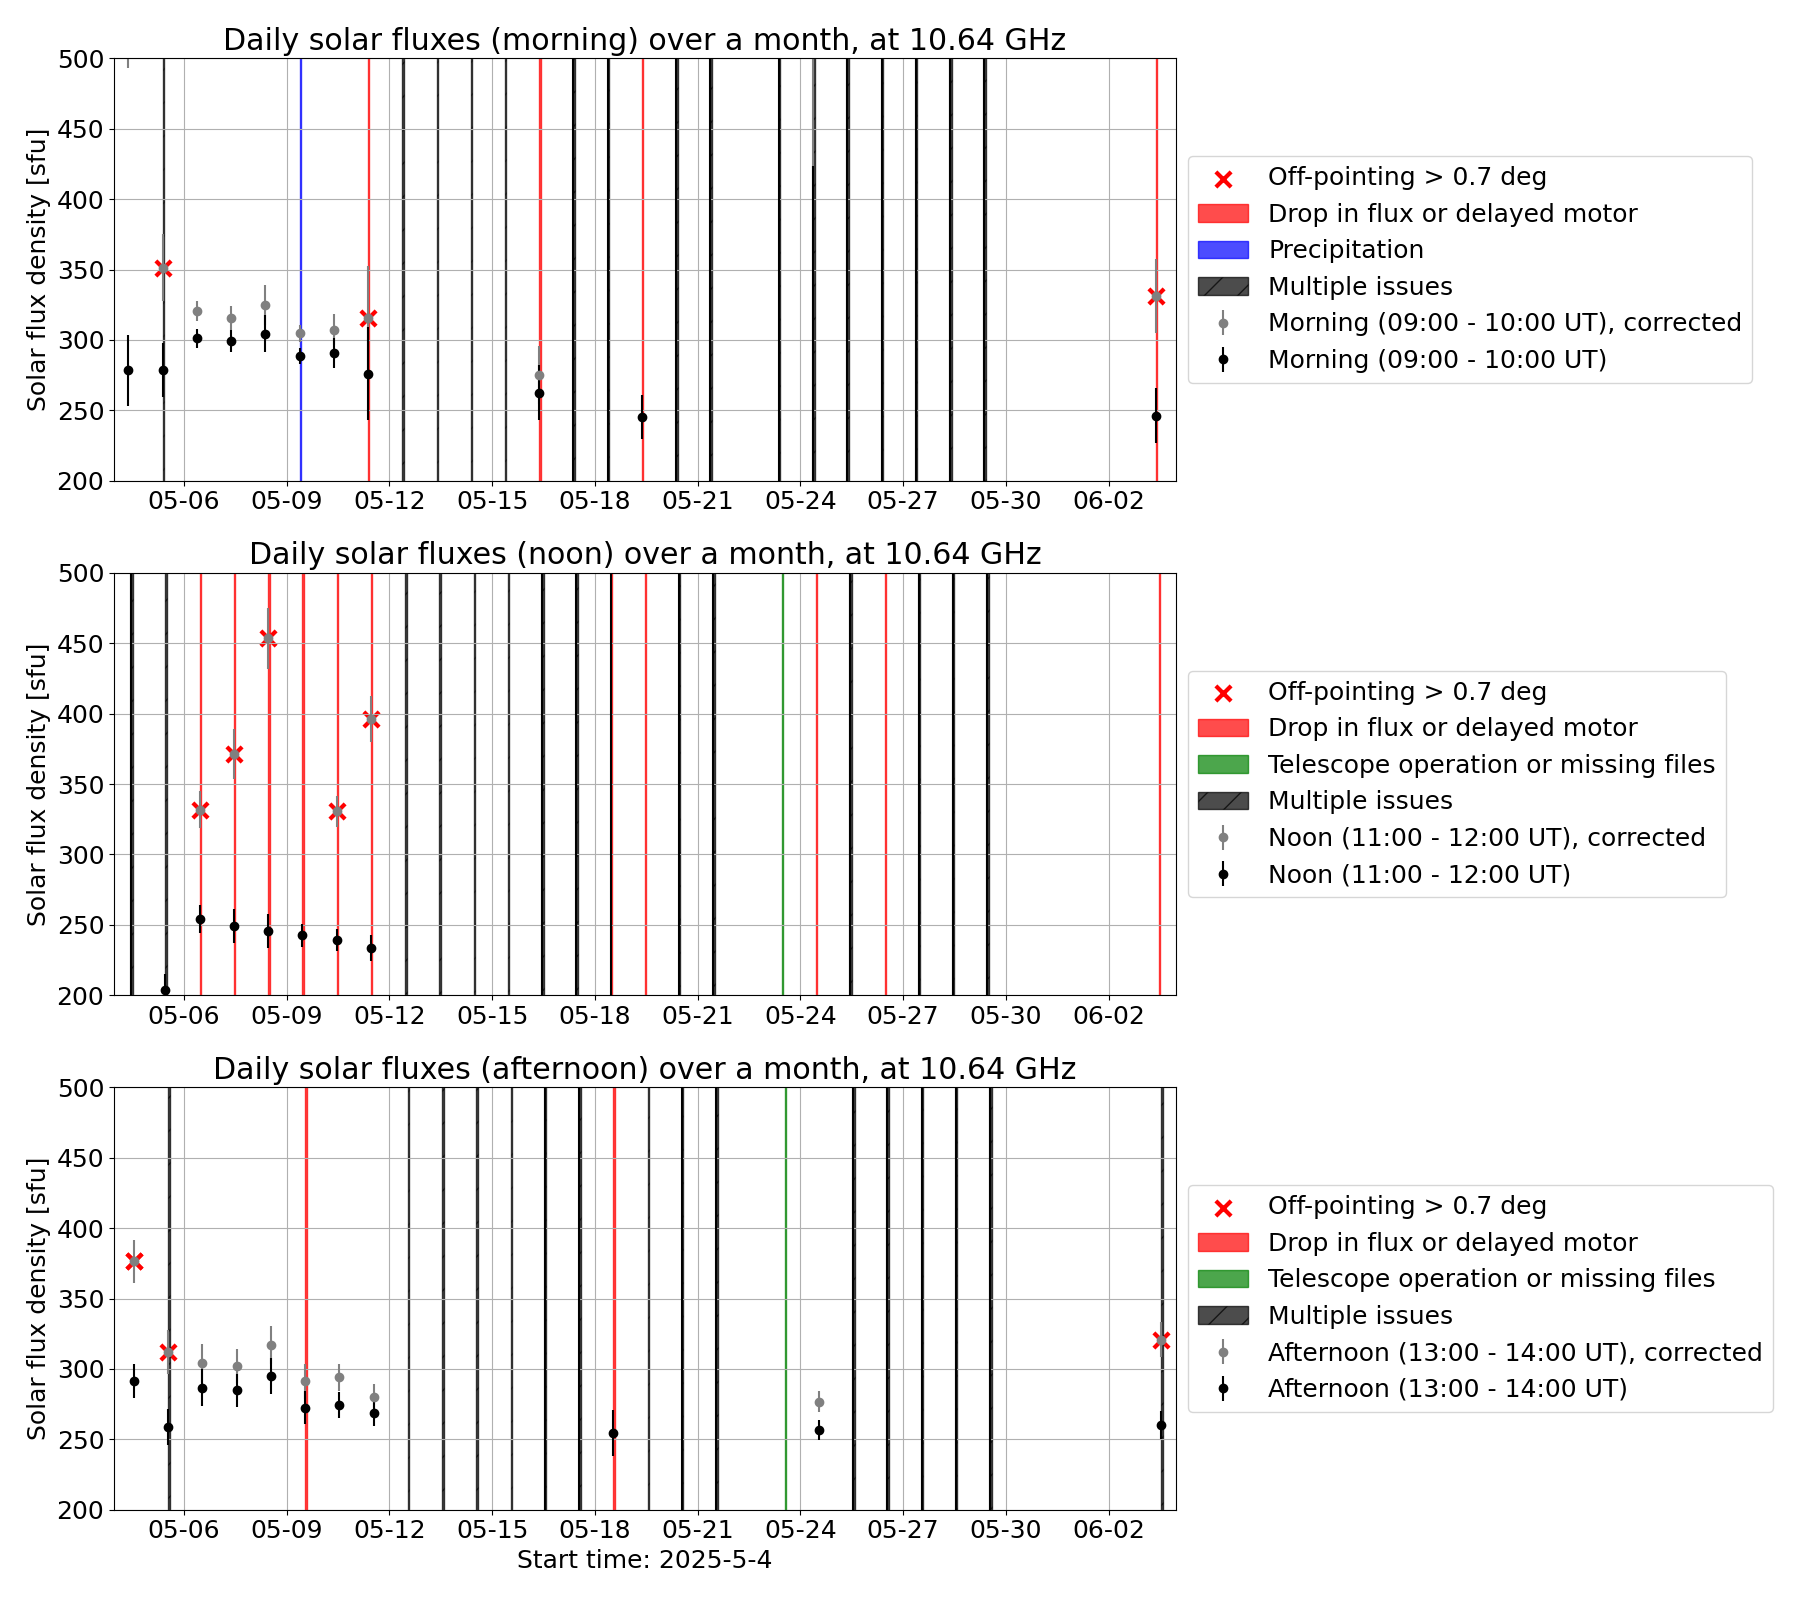 Daily solar fluxes (morning) over a month, at 10.64 GHz
Solar flux density [sfu]
500
450
400
350
300
250
200
05-06 05-09 05-12 05-15 05-18 05-21 05-24 05-27 05-30 06-02
Off-pointing > 0.7 deg
Drop in flux or delayed motor
Precipitation
Multiple issues
Morning (09:00 - 10:00 UT), corrected
Morning (09:00 - 10:00 UT)
Daily solar fluxes (noon) over a month, at 10.64 GHz
Solar flux density [sfu]
500
450
400
350
300
250
200
05-06 05-09 05-12 05-15 05-18 05-21 05-24 05-27 05-30 06-02
Off-pointing > 0.7 deg
Drop in flux or delayed motor
Telescope operation or missing files
Multiple issues
Noon (11:00 - 12:00 UT), corrected
Noon (11:00 - 12:00 UT)
Daily solar fluxes (afternoon) over a month, at 10.64 GHz
Solar flux density [sfu]
500
450
400
350
300
250
200
05-06 05-09 05-12 05-15 05-18 05-21 05-24 05-27 05-30 06-02
Start time: 2025-5-4
Off-pointing > 0.7 deg
Drop in flux or delayed motor
Telescope operation or missing files
Multiple issues
Afternoon (13:00 - 14:00 UT), corrected
Afternoon (13:00 - 14:00 UT)